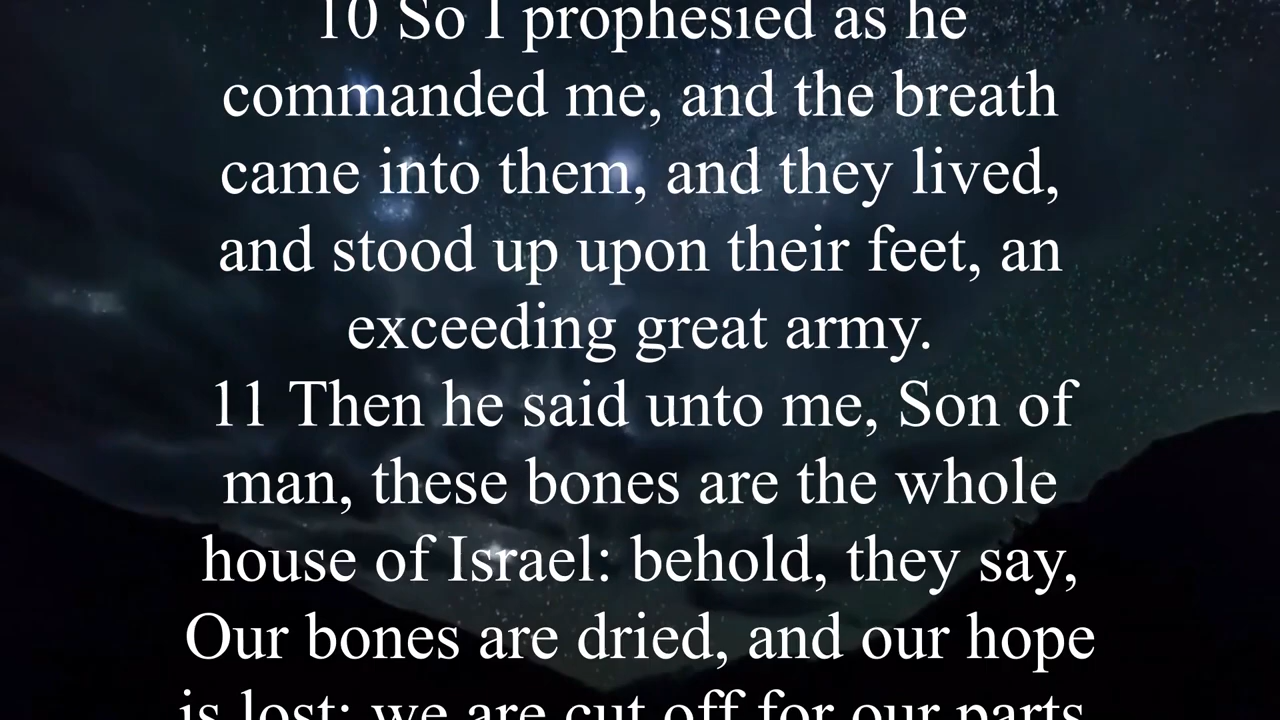 10 So I prophesied as he
commanded me, and the breath
came into them, and they lived,
and stood up upon their feet, an
exceeding great army.
11 Then he said unto me, Son of
man, these bones are the whole
house of Israel: behold, they say,
Our bones are dried, and our hope
is lost: we are cut off for our parts.